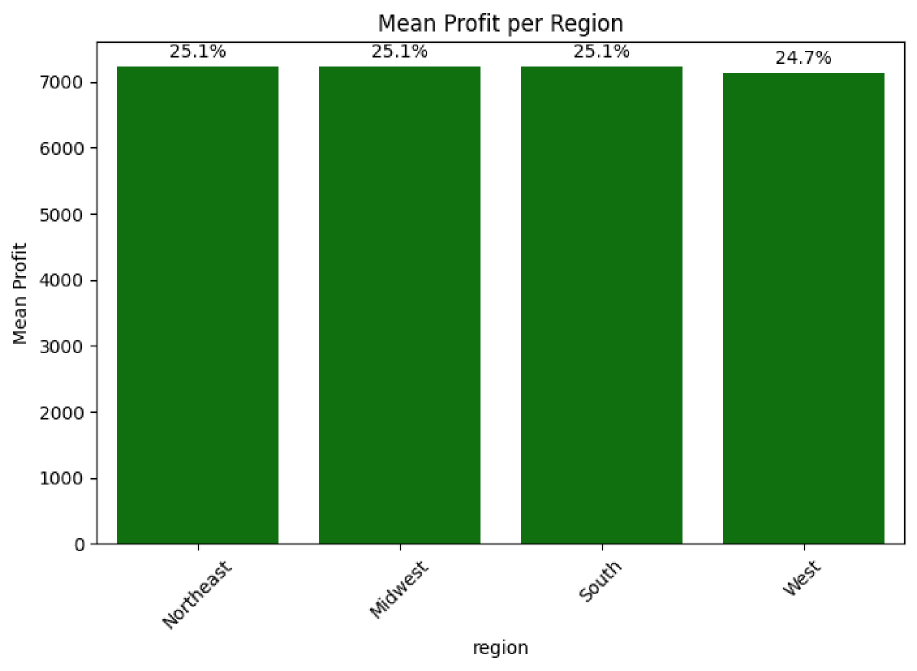 Mean Profit per Region
25.1% 25.1% 25.1% 24.7%
7000
6000
5000
4000
3000
2000
1000
0
Mean Profit
Northeast Midwest South West
region